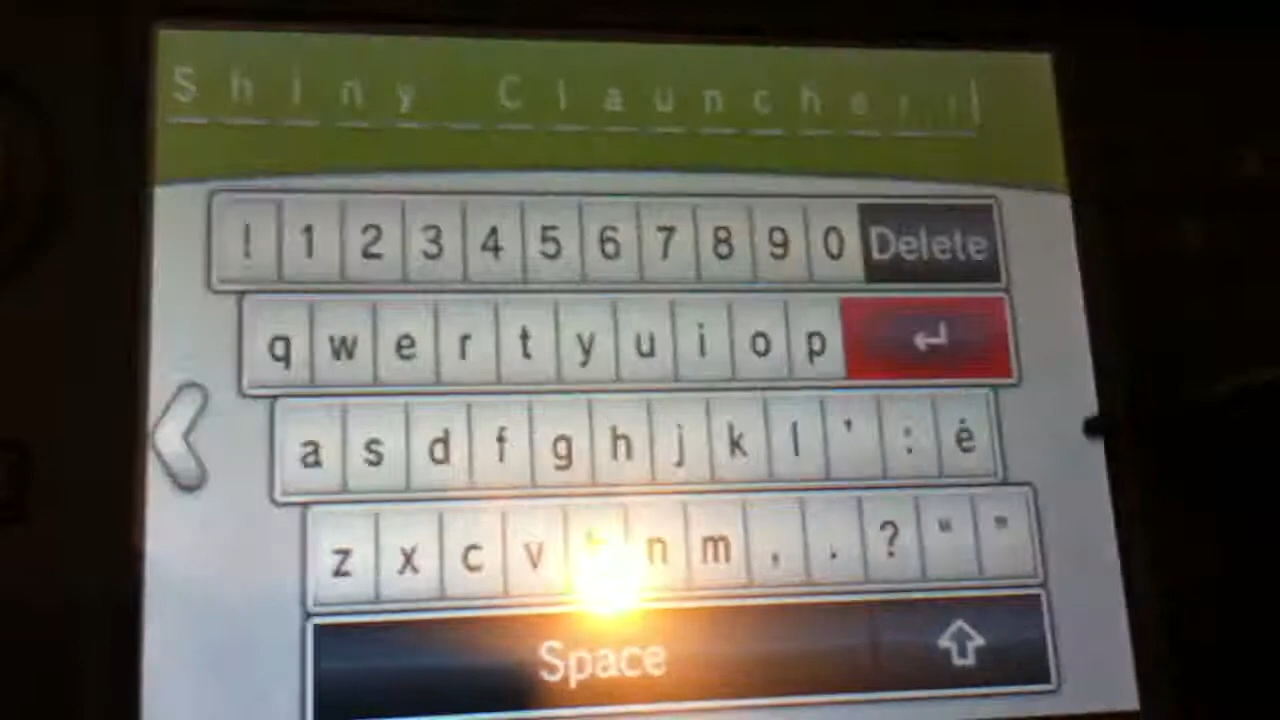 Shiny Clauncher
! 1 2 3 4 5 6 7 8 9 0 Delete
q w e r t y u i o p ↵
a s d f g h j k l ' : é
z x c v n m , . ? “ ”
Space